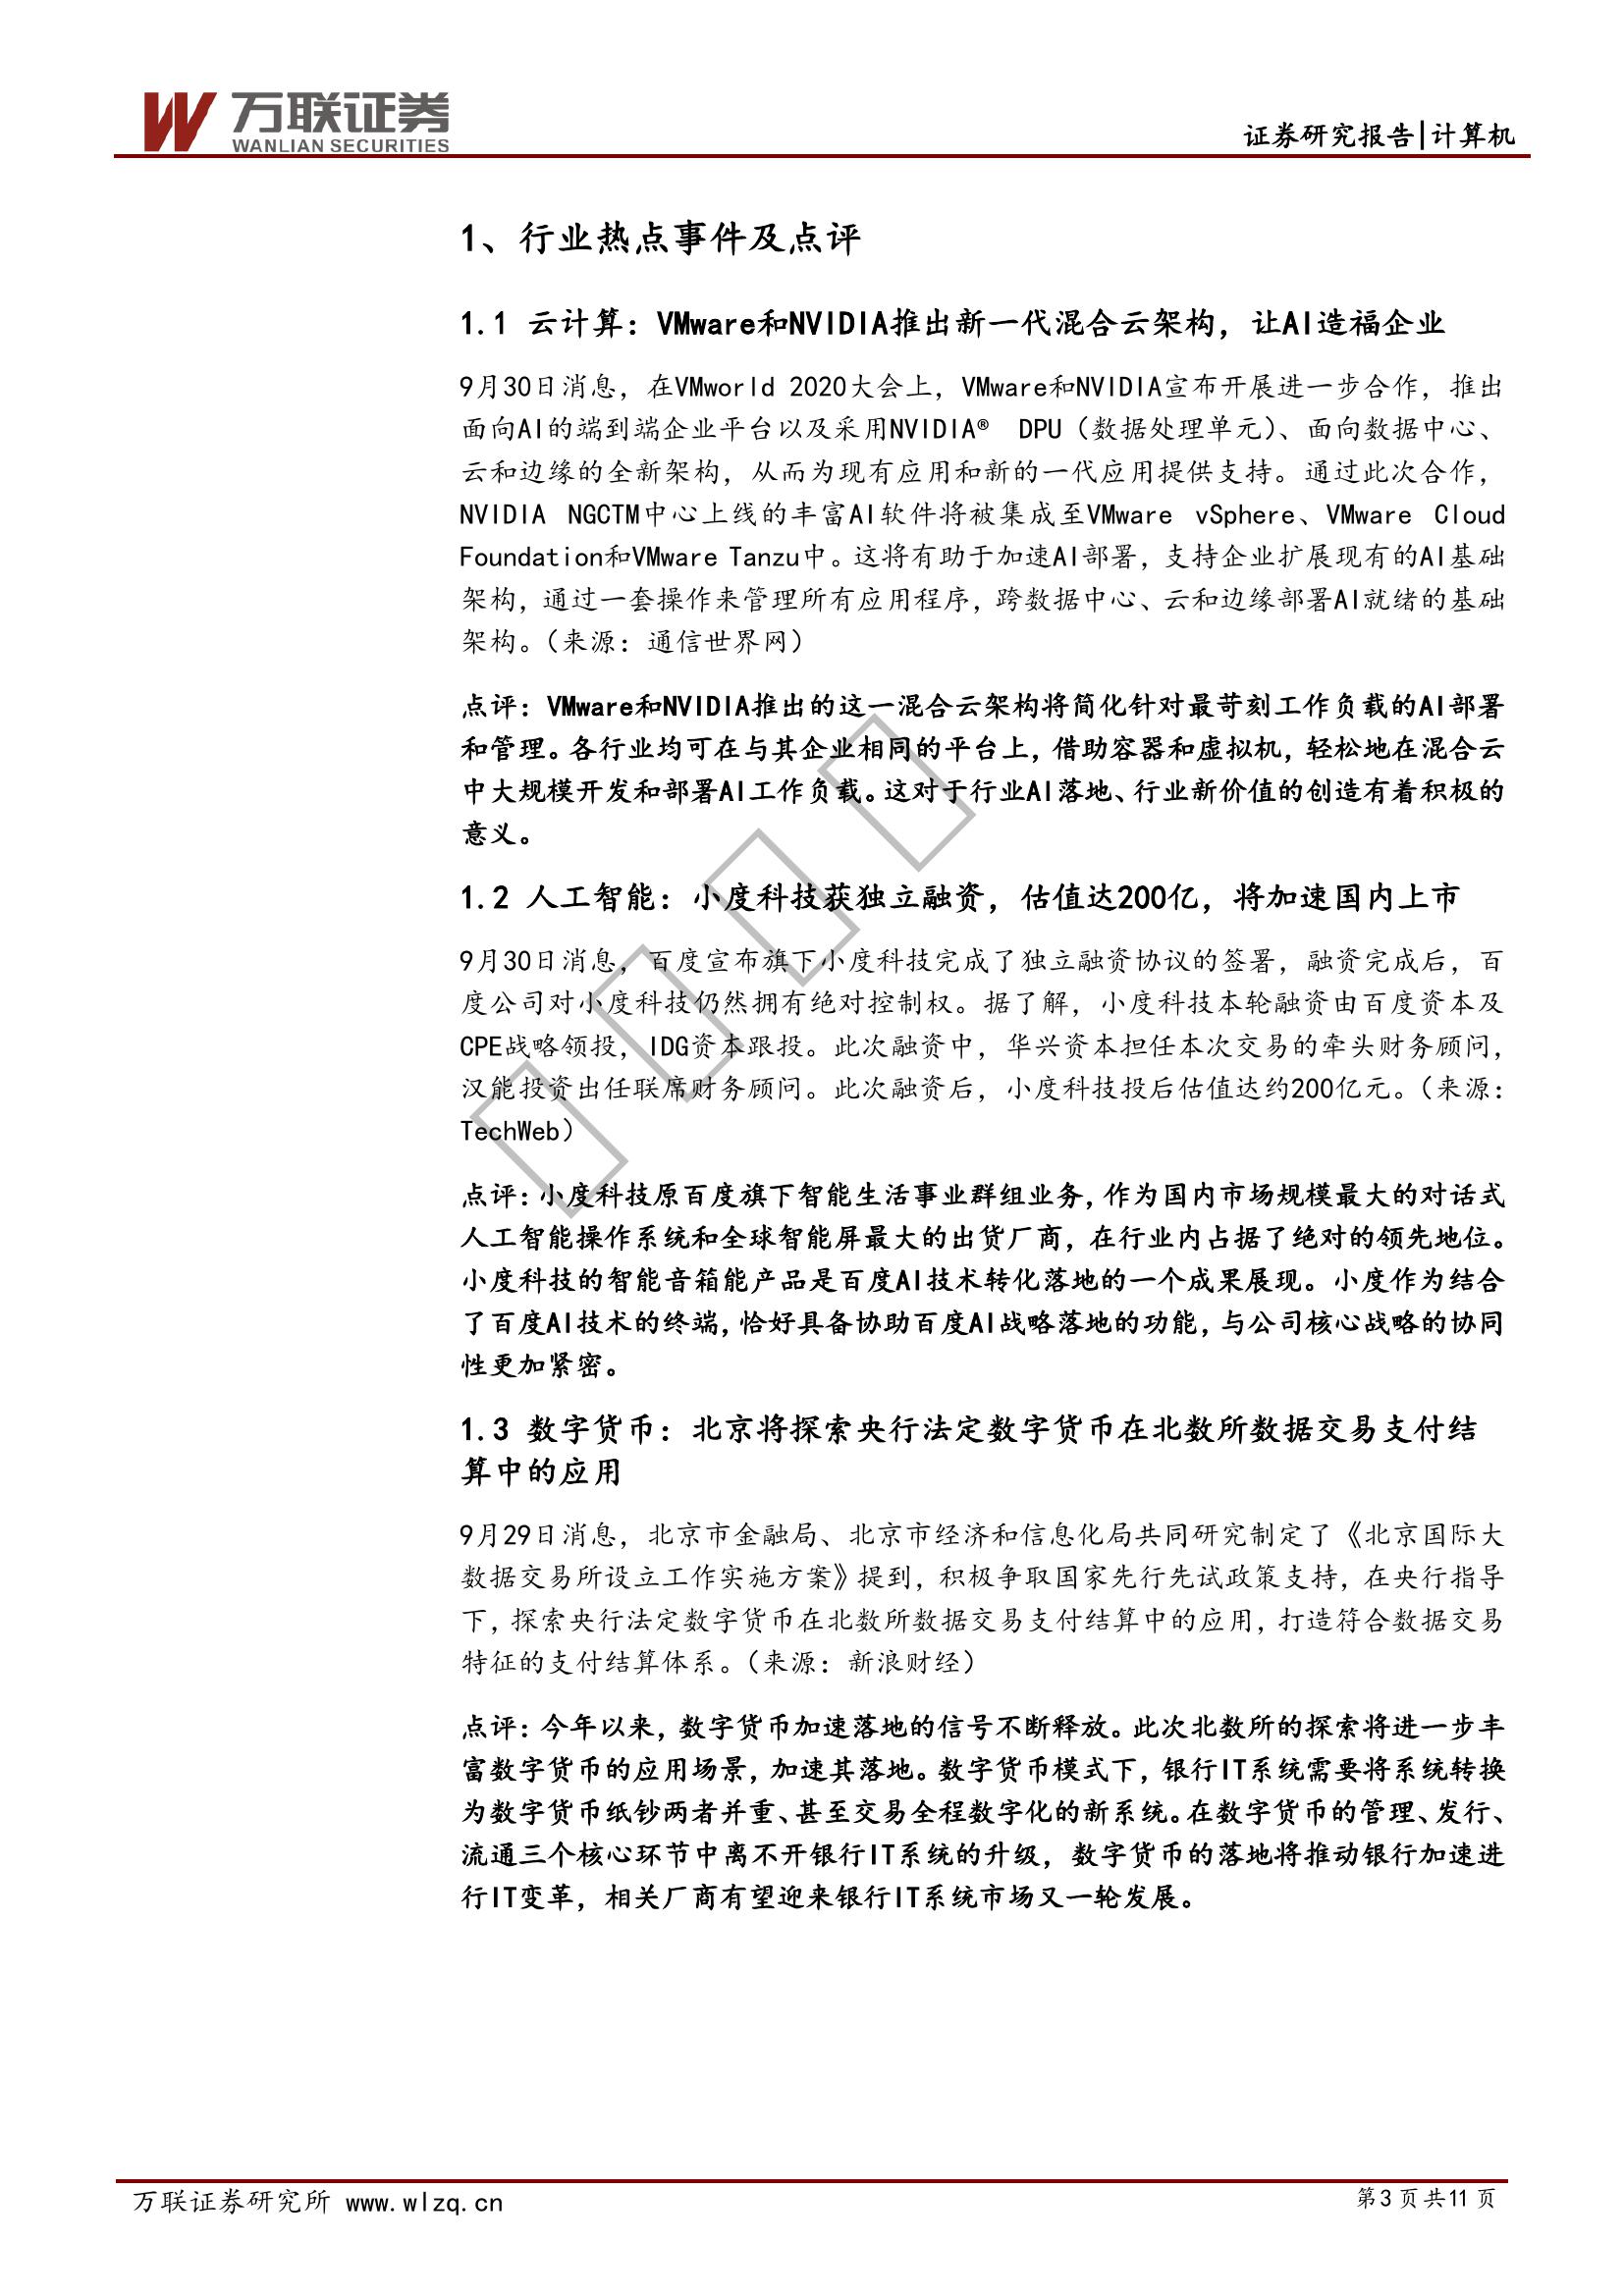 万联证券
WANLIAN SECURITIES
证券研究报告|计算机
1、行业热点事件及点评
1.1 云计算：VMware和NVIDIA推出新一代混合云架构，让AI造福企业
9月30日消息，在VMworld 2020大会上，VMware和NVIDIA宣布开展进一步合作，推出
面向AI的端到端企业平台以及采用NVIDIA® DPU（数据处理单元）、面向数据中心、
云和边缘的全新架构，从而为现有应用和新的一代应用提供支持。通过此次合作，
NVIDIA NGCTM中心上线的丰富AI软件将被集成至VMware vSphere、VMware Cloud
Foundation和VMware Tanzu中。这将有助于加速AI部署，支持企业扩展现有的AI基础
架构，通过一套操作来管理所有应用程序，跨数据中心、云和边缘部署AI就绪的基础
架构。（来源：通信世界网）
点评：VMware和NVIDIA推出的这一混合云架构将简化针对最苛刻工作负载的AI部署
和管理。各行业均可在与其企业相同的平台上，借助容器和虚拟机，轻松地在混合云
中大规模开发和部署AI工作负载。这对于行业AI落地、行业新价值的创造有着积极的
意义。
1.2 人工智能：小度科技获独立融资，估值达200亿，将加速国内上市
9月30日消息，百度宣布旗下小度科技完成了独立融资协议的签署，融资完成后，百
度公司对小度科技仍然拥有绝对控制权。据了解，小度科技本轮融资由百度资本及
CPE战略领投，IDG资本跟投。此次融资中，华兴资本担任本次交易的牵头财务顾问，
汉能投资出任联席财务顾问。此次融资后，小度科技投后估值达约200亿元。（来源：
TechWeb）
点评：小度科技原百度旗下智能生活事业群组业务，作为国内市场规模最大的对话式
人工智能操作系统和全球智能屏最大的出货厂商，在行业内占据了绝对的领先地位。
小度科技的智能音箱能产品是百度AI技术转化落地的一个成果展现。小度作为结合
了百度AI技术的终端，恰好具备协助百度AI战略落地的功能，与公司核心战略的协同
性更加紧密。
1.3 数字货币：北京将探索央行法定数字货币在北数所数据交易支付结
算中的应用
9月29日消息，北京市金融局、北京市经济和信息化局共同研究制定了《北京国际大
数据交易所设立工作实施方案》提到，积极争取国家先行先试政策支持，在央行指导
下，探索央行法定数字货币在北数所数据交易支付结算中的应用，打造符合数据交易
特征的支付结算体系。（来源：新浪财经）
点评：今年以来，数字货币加速落地的信号不断释放。此次北数所的探索将进一步丰
富数字货币的应用场景，加速其落地。数字货币模式下，银行IT系统需要将系统转换
为数字货币纸钞两者并重、甚至交易全程数字化的新系统。在数字货币的管理、发行、
流通三个核心环节中离不开银行IT系统的升级，数字货币的落地将推动银行加速进
行IT变革，相关厂商有望迎来银行IT系统市场又一轮发展。
万联证券研究所 www.wlzq.cn
第3页共11页